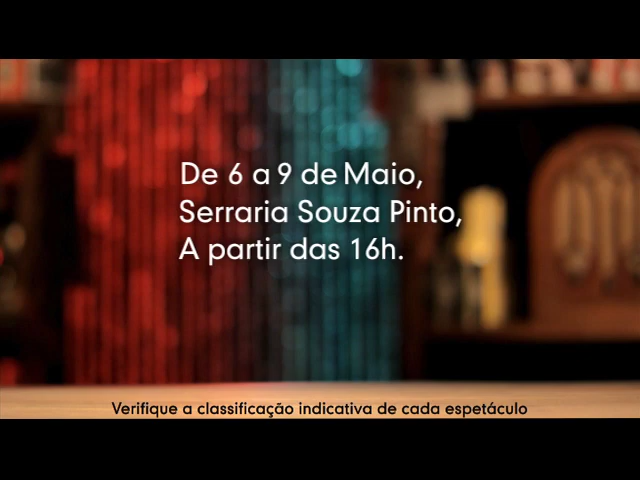 De 6 a 9 de Maio,
Serraria Souza Pinto,
A partir das 16h.
Verifique a classificação indicativa de cada espetáculo